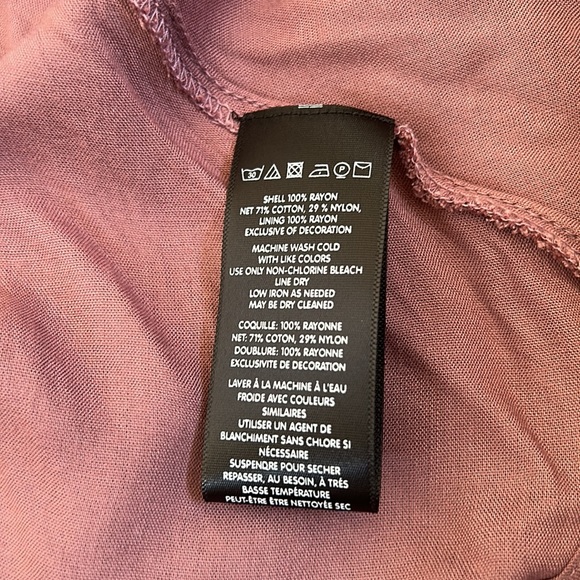 30 P
SHELL 100% RAYON
NET 71% COTTON, 29 % NYLON,
LINING 100% RAYON
EXCLUSIVE OF DECORATION
MACHINE WASH COLD
WITH LIKE COLORS
USE ONLY NON-CHLORINE BLEACH
LINE DRY
LOW IRON AS NEEDED
MAY BE DRY CLEANED
COQUILLE: 100% RAYONNE
NET: 71% COTON, 29% NYLON
DOUBLURE: 100% RAYONNE
EXCLUSIVITE DE DECORATION
LAVER À LA MACHINE À L'EAU
FROIDE AVEC COULEURS
SIMILAIRES
UTILISER UN AGENT DE
BLANCHIMENT SANS CHLORE SI
NÉCESSAIRE
SUSPENDRE POUR SECHER
REPASSER, AU BESOIN, À TRÉS
BASSE TEMPÉRATURE
PEUT-ÊTRE ÊTRE NETTOYÉE SEC